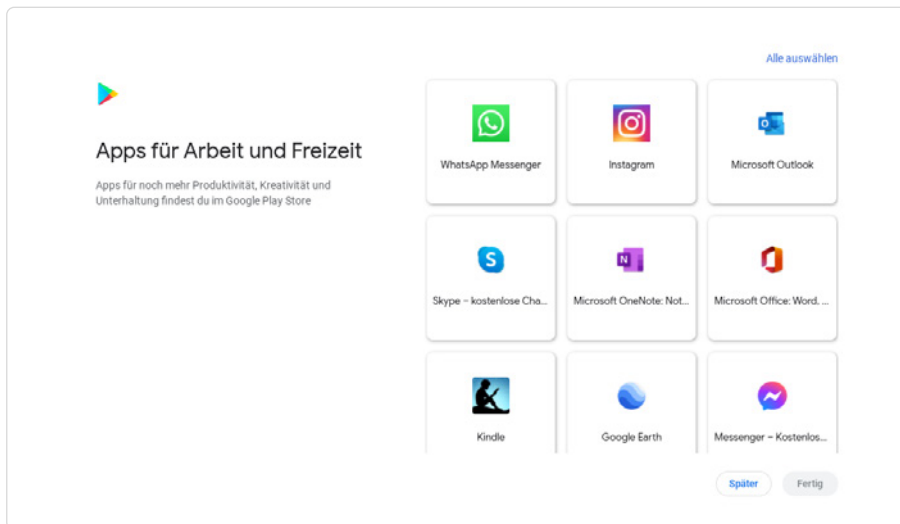 Alle auswählen
Apps für Arbeit und Freizeit
Apps für noch mehr Produktivität, Kreativität und
Unterhaltung findest du im Google Play Store
WhatsApp Messenger
Instagram
Microsoft Outlook
Skype – kostenlose Cha...
Microsoft OneNote: Not...
Microsoft Office: Word, ...
Kindle
Google Earth
Messenger – Kostenlos...
Später
Fertig